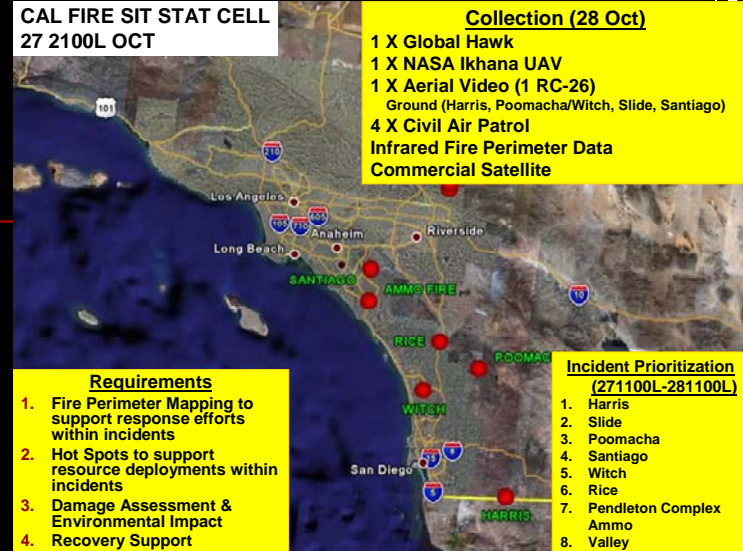 CAL FIRE SIT STAT CELL
27 2100L OCT
Collection (28 Oct)
1 X Global Hawk
1 X NASA Ikhana UAV
1 X Aerial Video (1 RC-26)
Ground (Harris, Poomacha/Witch, Slide, Santiago)
4 X Civil Air Patrol
Infrared Fire Perimeter Data
Commercial Satellite
101
210
Los Angeles
105
710
605
Anaheim
Riverside
Long Beach
SANTIAGO
AMMO FIRE
10
RICE
POOMAC
WITCH
San Diego
15
8
5
HARRIS
Requirements
1. Fire Perimeter Mapping to
support response efforts
within incidents
2. Hot Spots to support
resource deployments within
incidents
3. Damage Assessment &
Environmental Impact
4. Recovery Support
Incident Prioritization
(271100L-281100L)
1. Harris
2. Slide
3. Poomacha
4. Santiago
5. Witch
6. Rice
7. Pendleton Complex
Ammo
8. Valley